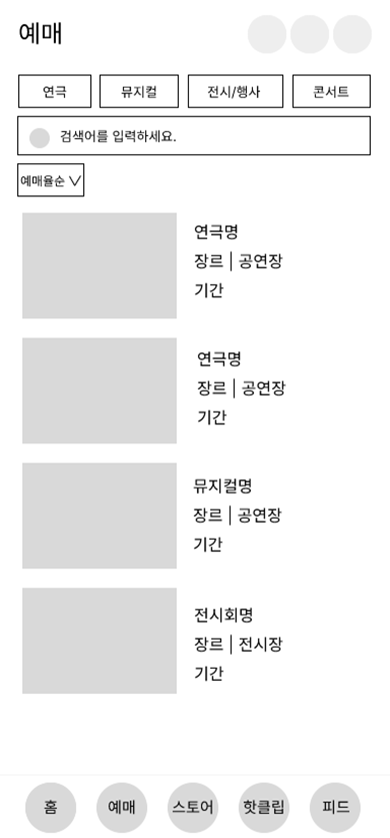 예매
연극 뮤지컬 전시/행사 콘서트
검색어를 입력하세요.
예매율순
연극명
장르 | 공연장
기간
연극명
장르 | 공연장
기간
뮤지컬명
장르 | 공연장
기간
전시회명
장르 | 전시장
기간
홈 예매 스토어 핫클립 피드